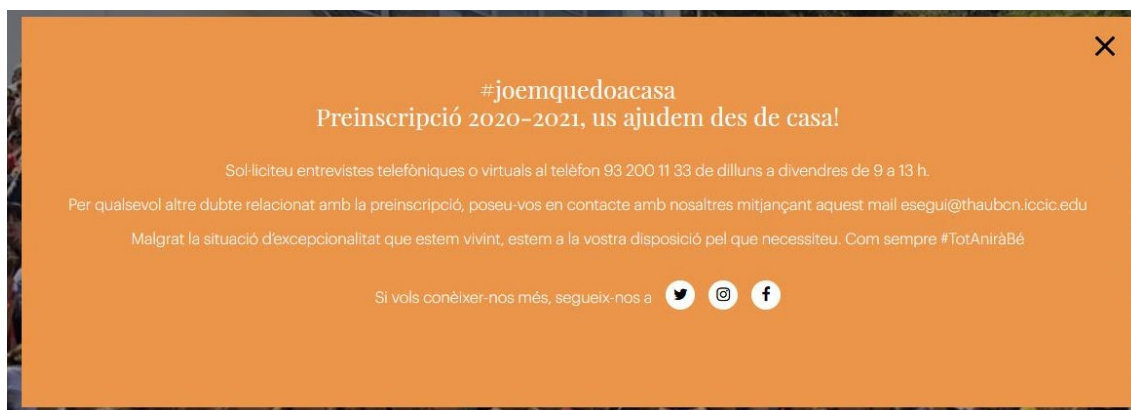 #joemquedoacasa
Preinscripció 2020-2021, us ajudem des de casa!
Sol·liciteu entrevistes telefòniques o virtuals al telèfon 93 200 11 33 de dilluns a divendres de 9 a 13 h.
Per qualsevol altre dubte relacionat amb la preinscripció, poseu-vos en contacte amb nosaltres mitjançant aquest mail esegui@thaubcn.iccic.edu
Malgrat la situació d'excepcionalitat que estem vivint, estem a la vostra disposició pel que necessiteu. Com sempre #TotAniràBé
Si vols conèixer-nos més, segueix-nos a